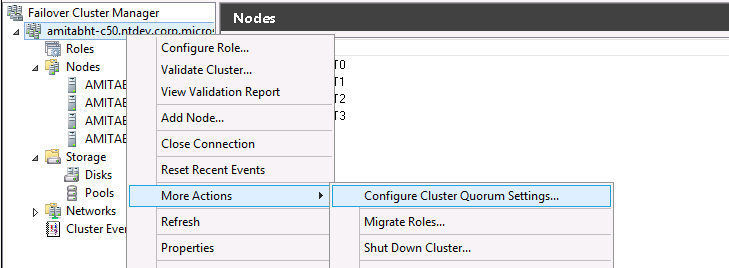 Failover Cluster Manager
Nodes
amitabht-c50.ntdev.corp.micros
Roles
Configure Role...
Nodes
Validate Cluster...
T0
AMITAB
View Validation Report
T1
AMITAB
T2
AMITAB
Add Node...
T3
AMITAB
Close Connection
Storage
Reset Recent Events
Disks
Pools
More Actions
Configure Cluster Quorum Settings...
Networks
Refresh
Migrate Roles...
Cluster Even
Properties
Shut Down Cluster...